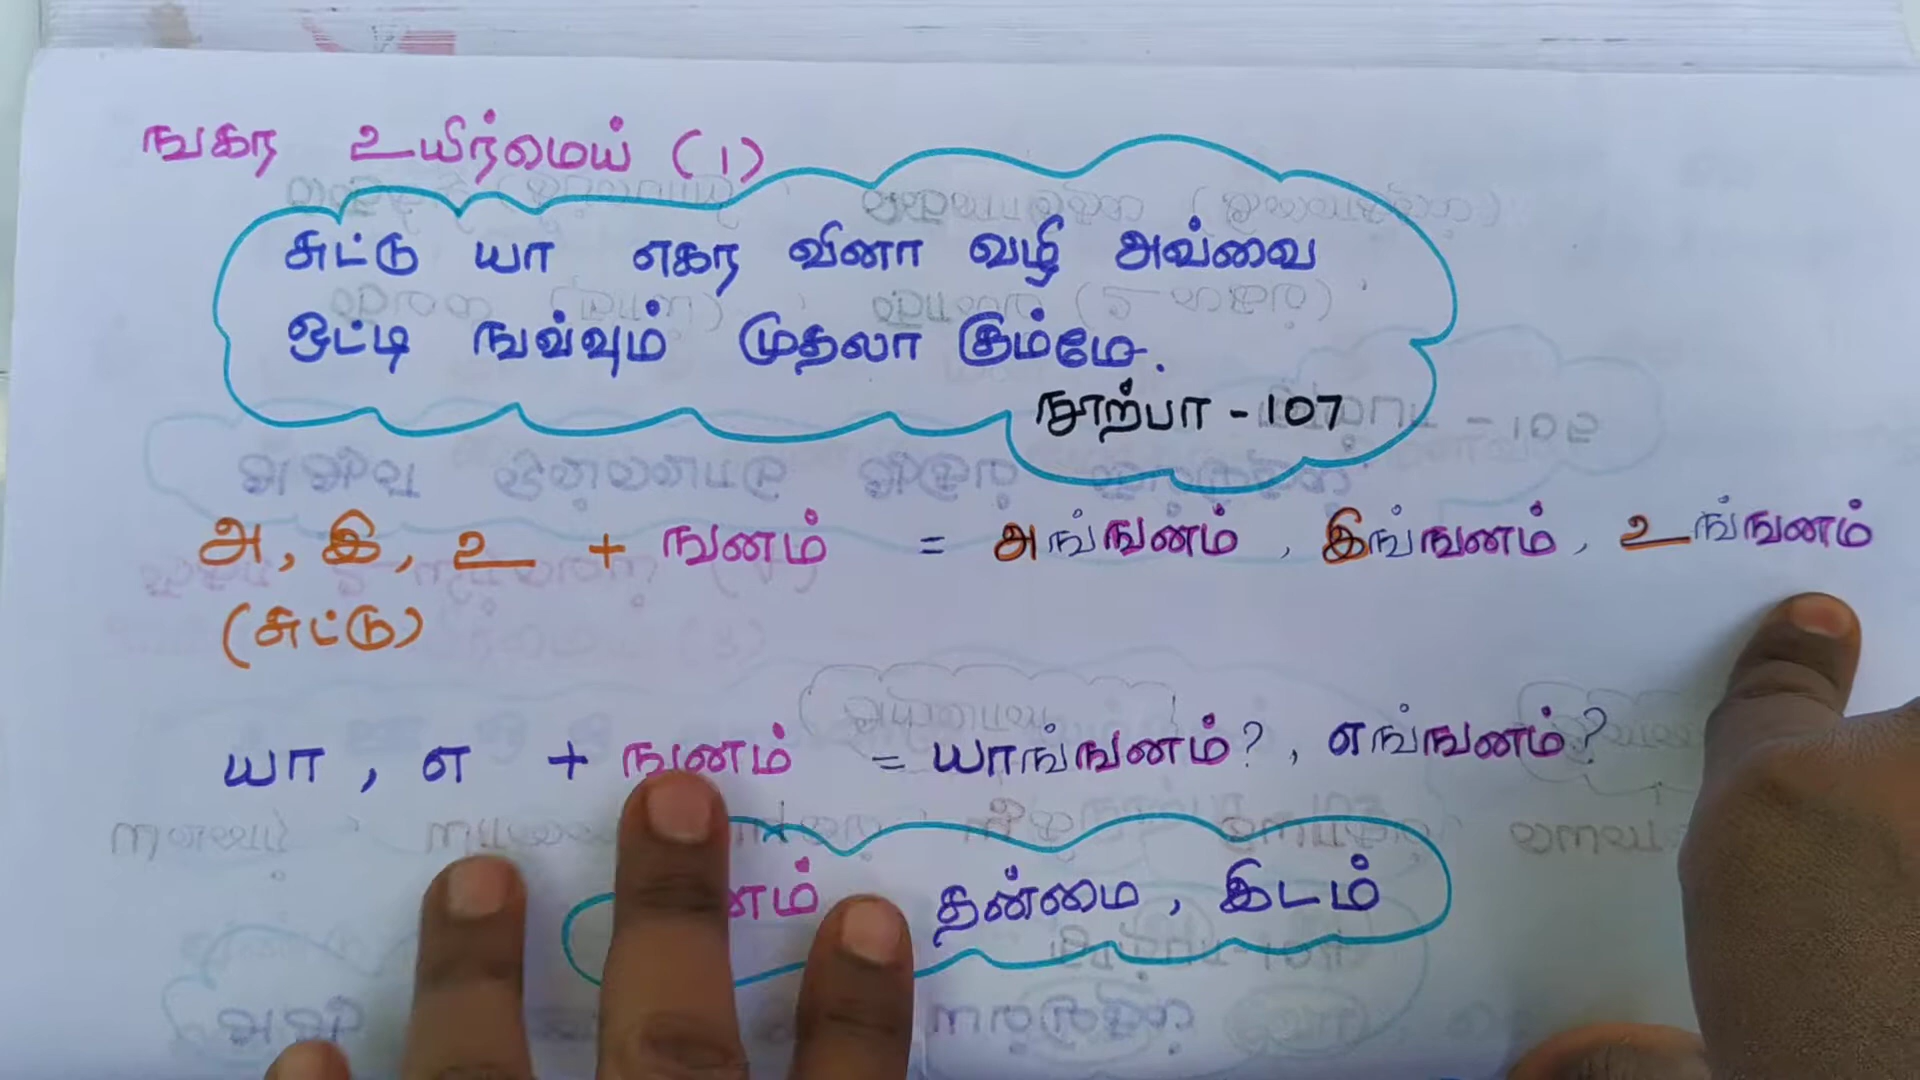 ஙகர உயிர்மெய் (1)
சுட்டு யா எகர வினா வழி அவ்வை
ஒட்டி ஙவ்வும் முதலா கும்மே.
நூற்பா - 107
அ, இ, உ + ஙனம் = அங்ஙனம், இங்ஙனம், உங்ஙனம்
(சுட்டு)
யா, எ + ஙனம் = யாங்ஙனம்?, எங்ஙனம்?
தன்மை, இடம்